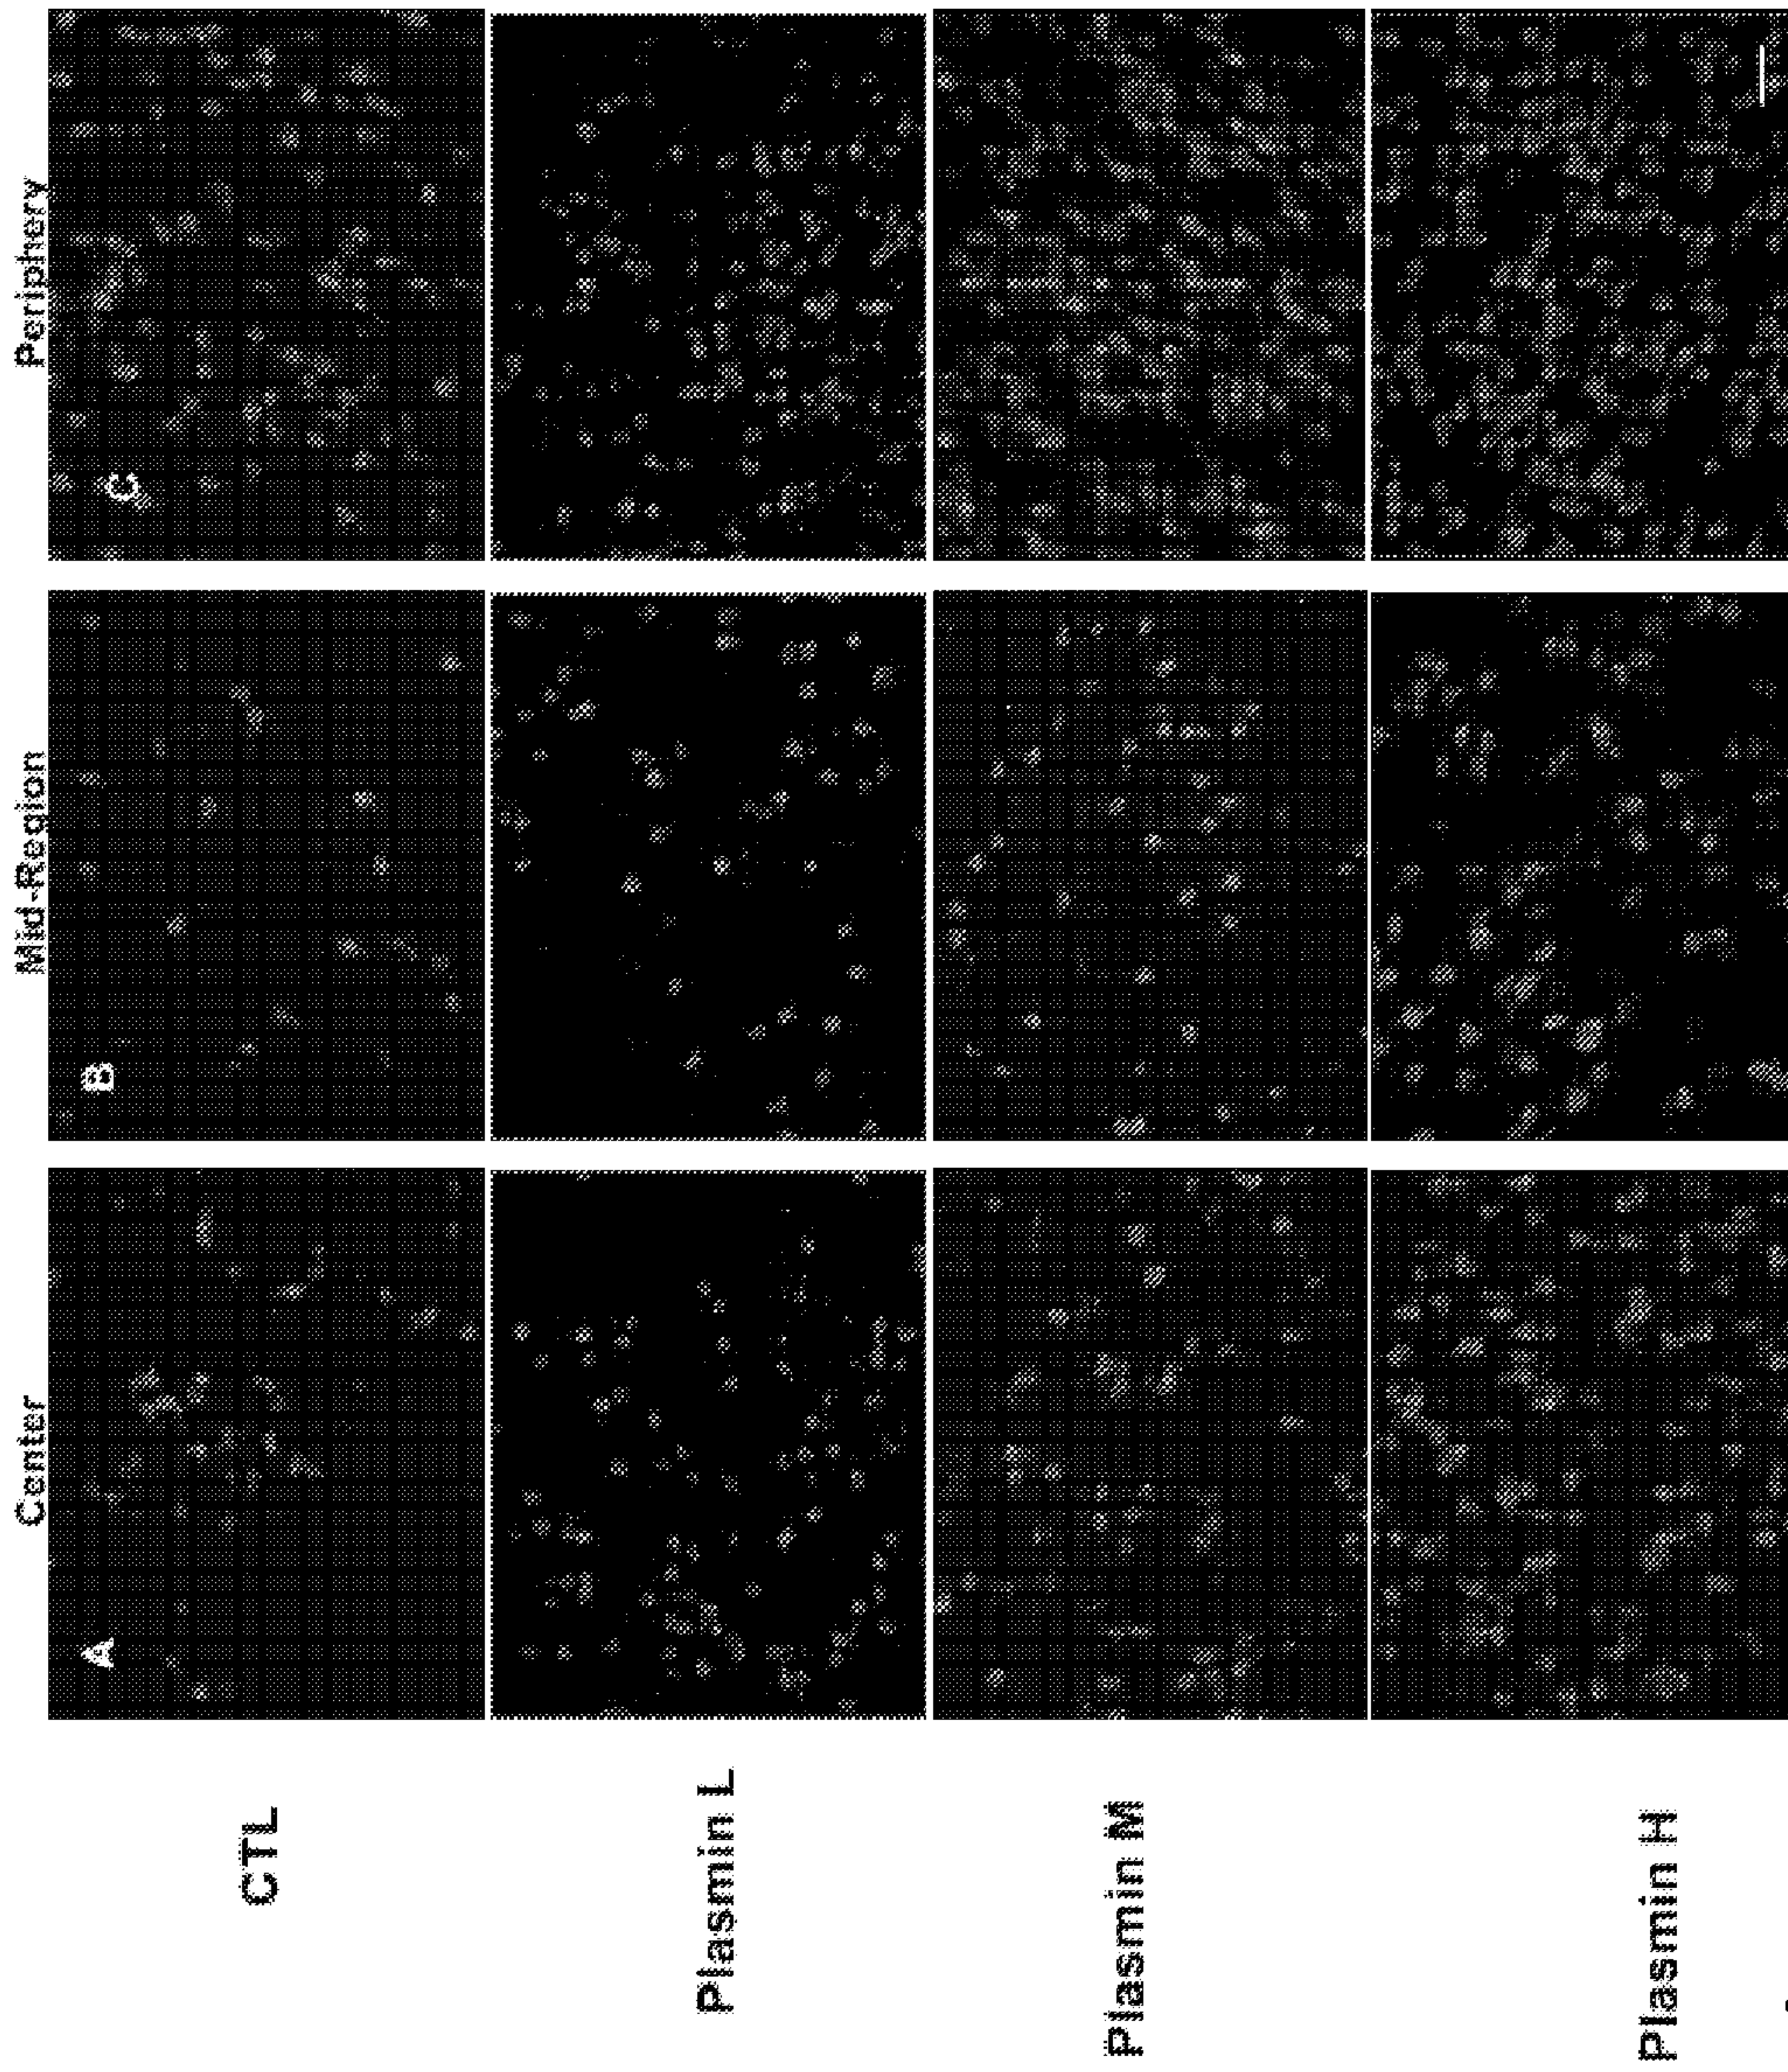 Center
Mid-Region
Periphery
A
B
C
CTL
Plasmin L
Plasmin M
Plasmin H